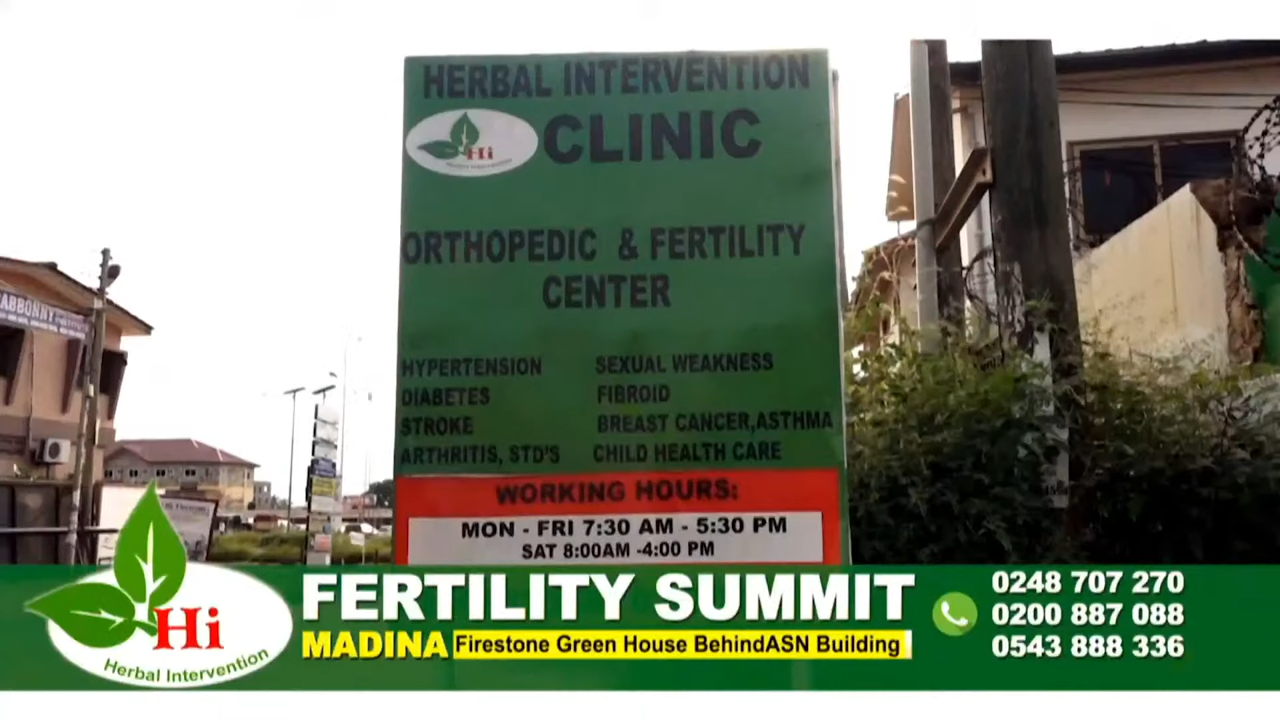 HERBAL INTERVENTION
Hi
CLINIC
ORTHOPEDIC & FERTILITY
CENTER
HYPERTENSION SEXUAL WEAKNESS
DIABETES FIBROID
STROKE BREAST CANCER,ASTHMA
ARTHRITIS, STD'S CHILD HEALTH CARE
WORKING HOURS:
MON - FRI 7:30 AM - 5:30 PM
SAT 8:00AM -4:00 PM
Hi
Herbal Intervention
FERTILITY SUMMIT
MADINA Firestone Green House BehindASN Building
0248 707 270
0200 887 088
0543 888 336